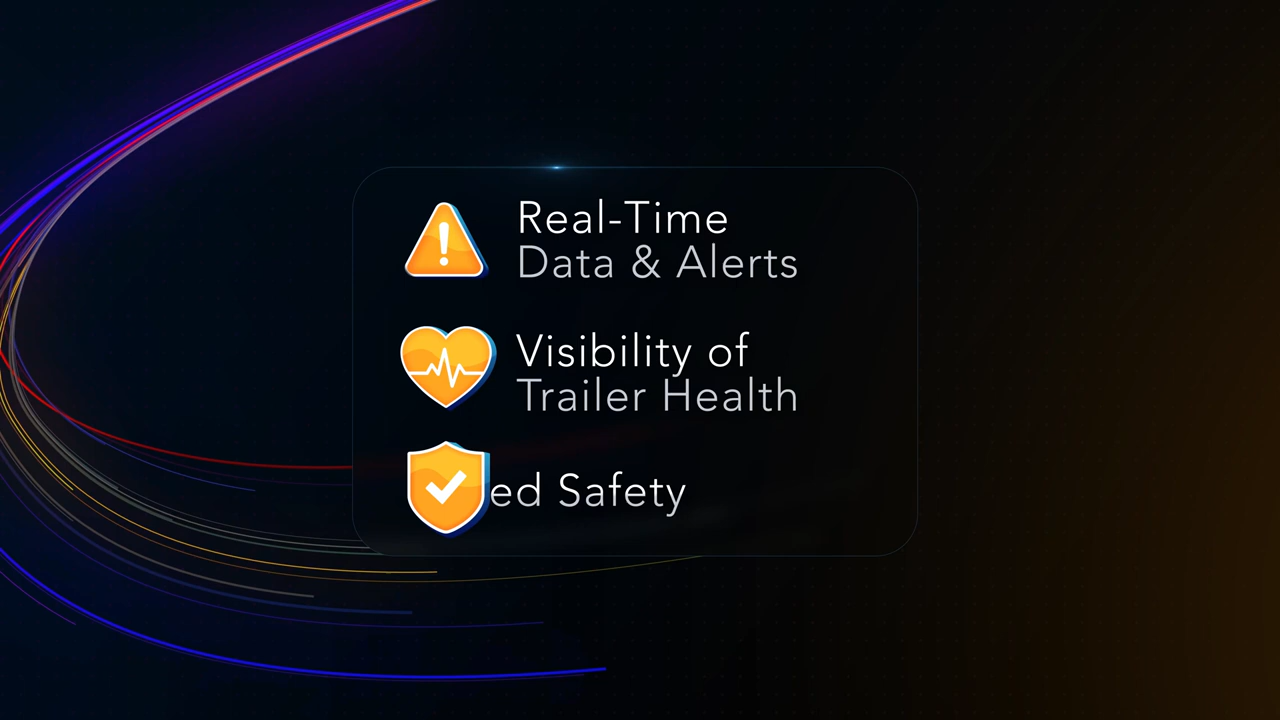 Real-Time
Data & Alerts
Visibility of
Trailer Health
ed Safety